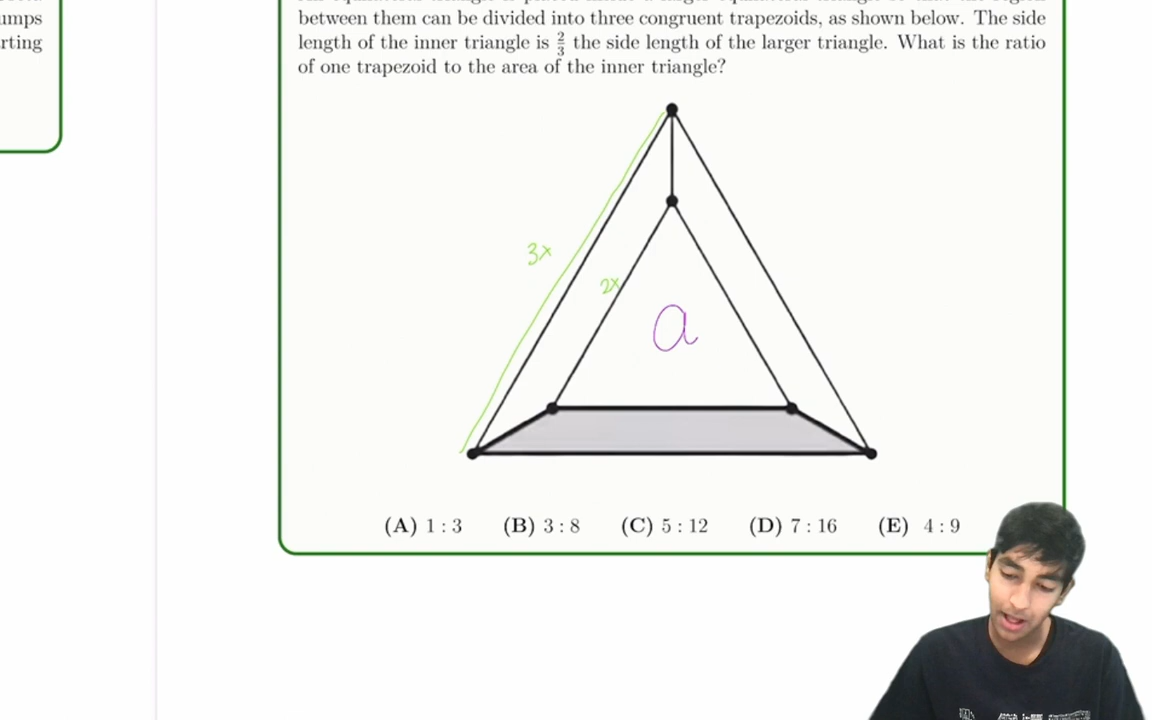 umps
rting
between them can be divided into three congruent trapezoids, as shown below. The side
length of the inner triangle is 2/3 the side length of the larger triangle. What is the ratio
of one trapezoid to the area of the inner triangle?
3x
2x
a
(A) 1 : 3 (B) 3 : 8 (C) 5 : 12 (D) 7 : 16 (E) 4 : 9